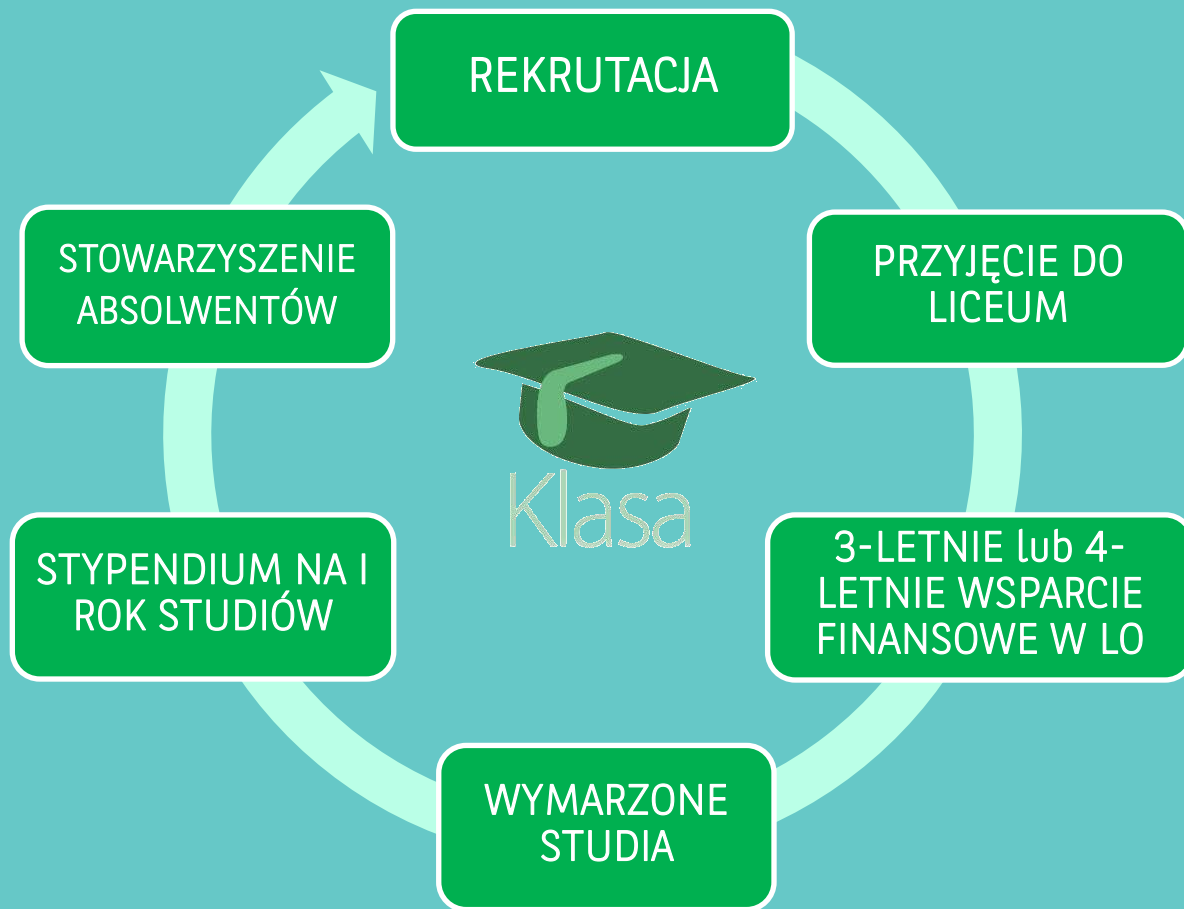 REKRUTACJA
PRZYJĘCIE DO
LICEUM
3-LETNIE lub 4-
LETNIE WSPARCIE
FINANSOWE W LO
WYMARZONE
STUDIA
STYPENDIUM NA I
ROK STUDIÓW
STOWARZYSZENIE
ABSOLWENTÓW
Klasa